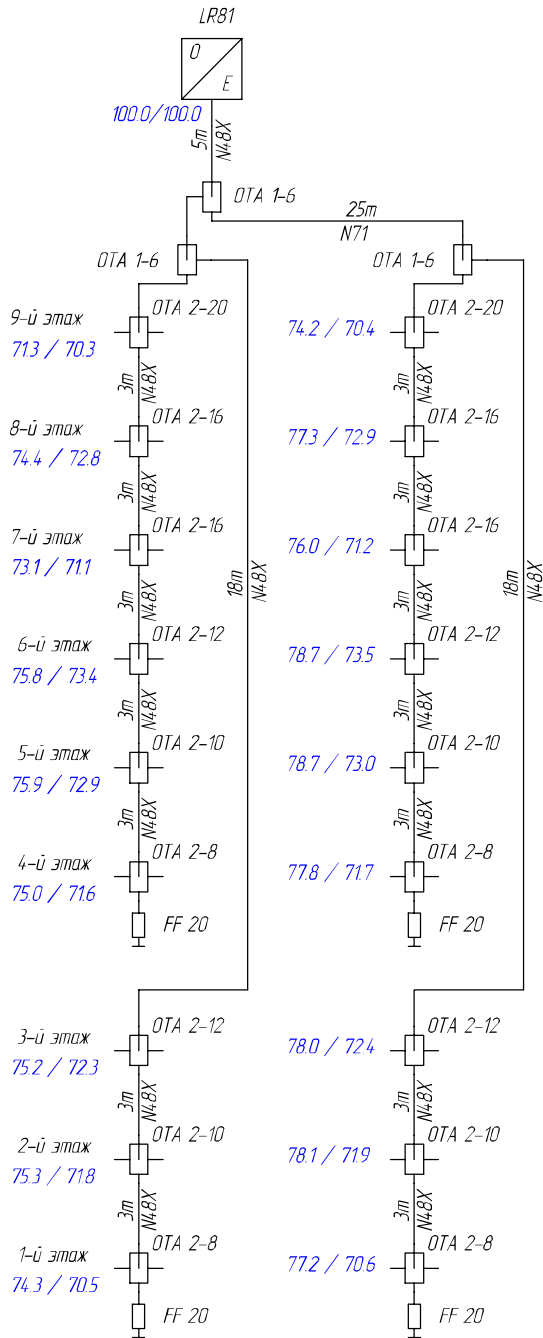 LR81
O
E
100.0/100.0
5m
N48X
OTA 1-6
25m
N71
OTA 1-6
OTA 1-6
9-й этаж
OTA 2-20
71.3 / 70.3
74.2 / 70.4
OTA 2-20
3m
N48X
3m
N48X
8-й этаж
OTA 2-16
74.4 / 72.8
77.3 / 72.9
OTA 2-16
3m
N48X
3m
N48X
7-й этаж
OTA 2-16
73.1 / 71.1
76.0 / 71.2
OTA 2-16
18m
N48X
18m
N48X
3m
N48X
3m
N48X
6-й этаж
OTA 2-12
75.8 / 73.4
78.7 / 73.5
OTA 2-12
3m
N48X
3m
N48X
5-й этаж
OTA 2-10
75.9 / 72.9
78.7 / 73.0
OTA 2-10
3m
N48X
3m
N48X
4-й этаж
OTA 2-8
75.0 / 71.6
77.8 / 71.7
OTA 2-8
FF 20
FF 20
3-й этаж
OTA 2-12
75.2 / 72.3
78.0 / 72.4
OTA 2-12
3m
N48X
3m
N48X
2-й этаж
OTA 2-10
75.3 / 71.8
78.1 / 71.9
OTA 2-10
3m
N48X
3m
N48X
1-й этаж
OTA 2-8
74.3 / 70.5
77.2 / 70.6
OTA 2-8
FF 20
FF 20